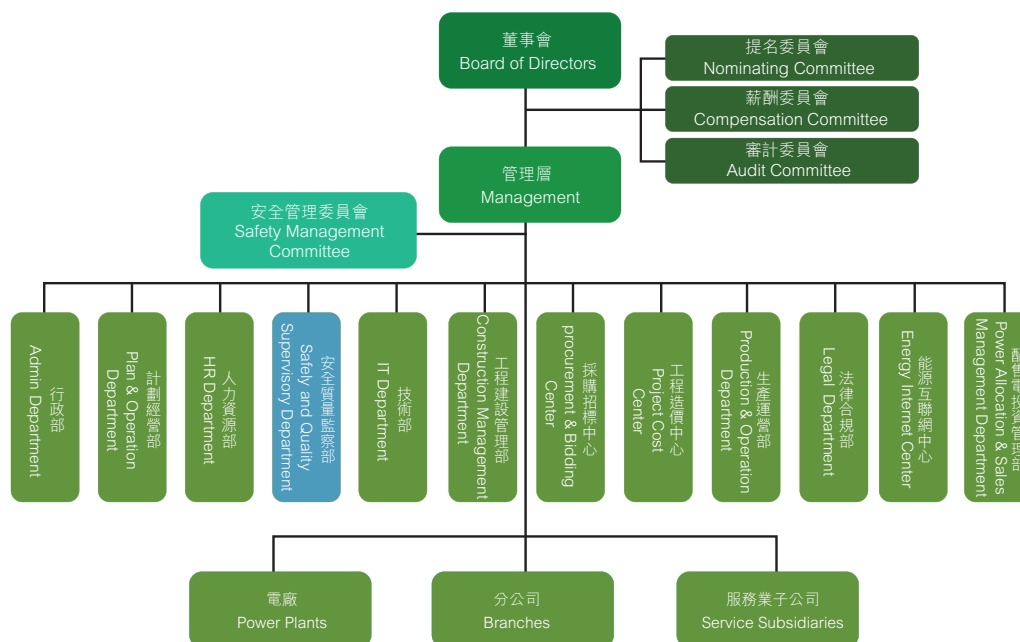 董事會
Board of Directors
提名委員會
Nominating Committee
薪酬委員會
Compensation Committee
審計委員會
Audit Committee
管理層
Management
安全管理委員會
Safety Management
Committee
行政部
Admin Department
計劃經營部
Plan & Operation
Department
人力資源部
HR Department
安全質量監察部
Safety and Quality
Supervisory Department
技術部
IT Department
工程建設管理部
Construction Management
Department
採購招標中心
procurement & Bidding
Center
工程造價中心
Project Cost
Center
生產運營部
Production & Operation
Department
法律合規部
Legal Department
能源互聯網中心
Energy Internet Center
配售電投資管理部
Power Allocation & Sales
Management Department
電廠
Power Plants
分公司
Branches
服務業子公司
Service Subsidiaries